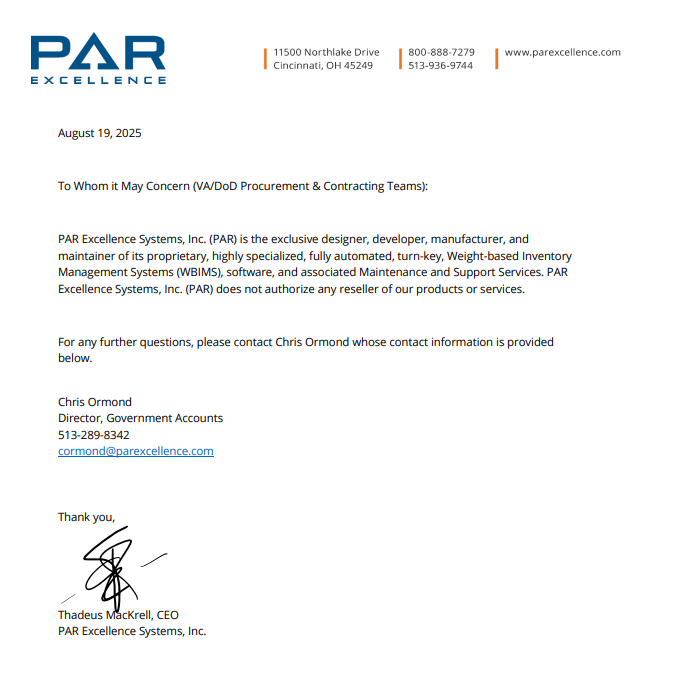 PAR
EXCELLENCE
11500 Northlake Drive
Cincinnati, OH 45249
800-888-7279
513-936-9744
www.parexcellence.com
August 19, 2025
To Whom it May Concern (VA/DoD Procurement & Contracting Teams):
PAR Excellence Systems, Inc. (PAR) is the exclusive designer, developer, manufacturer, and
maintainer of its proprietary, highly specialized, fully automated, turn-key, Weight-based Inventory
Management Systems (WBIMS), software, and associated Maintenance and Support Services. PAR
Excellence Systems, Inc. (PAR) does not authorize any reseller of our products or services.
For any further questions, please contact Chris Ormond whose contact information is provided
below.
Chris Ormond
Director, Government Accounts
513-289-8342
cormond@parexcellence.com
Thank you,
Thadeus MacKrell, CEO
PAR Excellence Systems, Inc.